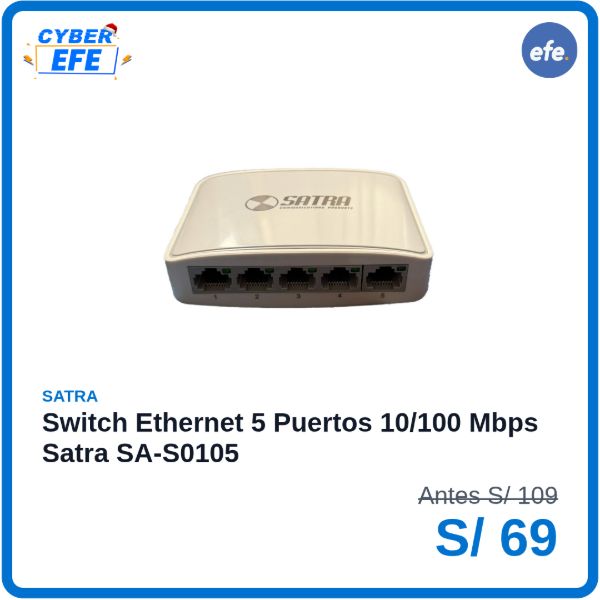 CYBER
EFE
efe.
SATRA
COMMUNICATIONS PRODUCTS
1 2 3 4 5
SATRA
Switch Ethernet 5 Puertos 10/100 Mbps
Satra SA-S0105
Antes S/ 109
S/ 69